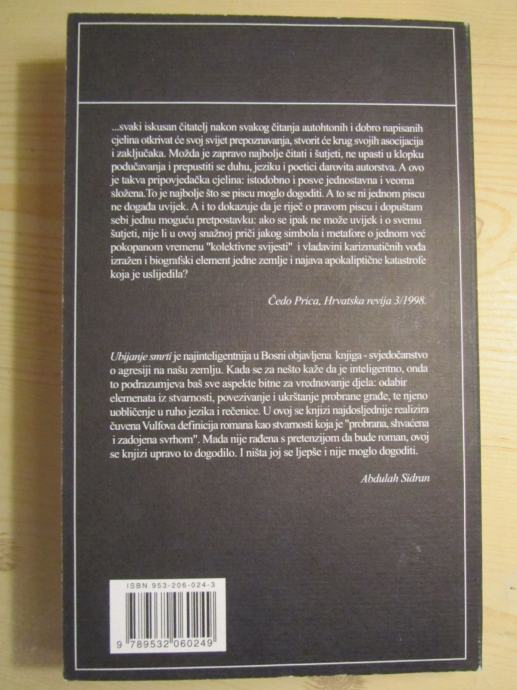 ...svaki iskusan čitatelj nakon svakog čitanja autohtonih i dobro napisanih
cjelina otkrivat će svoj svijet prepoznavanja, stvorit će krug svojih asocijacija
i zaključaka. Možda je zapravo najbolje čitati i šutjeti, ne upasti u klopku
podučavanja i prepustiti se duhu, jeziku i poetici darovita autorstva. A ovo
je takva pripovjedačka cjelina: istodobno i posve jednostavna i veoma
složena.To je najbolje što se piscu moglo dogoditi. A to se ni jednom piscu
ne događa uvijek. A i to dokazuje da je riječ o pravom piscu i dopuštam
sebi jednu moguću pretpostavku: ako se ipak ne može uvijek i o svemu
šutjeti, nije li u ovoj snažnoj priči jakog simbola i metafore o jednom već
pokopanom vremenu "kolektivne svijesti" i vladavini karizmatičnih vođa
izražen i biografski element jedne zemlje i najava apokaliptične katastrofe
koja je uslijedila?
Čedo Prica, Hrvatska revija 3/1998.
Ubijanje smrti je najinteligentnija u Bosni objavljena knjiga - svjedočanstvo
o agresiji na našu zemlju. Kada se za nešto kaže da je inteligentno, onda
to podrazumjeva baš sve aspekte bitne za vrednovanje djela: odabir
elemenata iz stvarnosti, povezivanje i ukrštanje probrane građe, te njeno
uobličenje u ruho jezika i rečenice. U ovoj se knjizi najdosljednije realizira
čuvena Vulfova definicija romana kao stvarnosti koja je "probrana, shvaćena
i zadojena svrhom". Mada nije rađena s pretenzijom da bude roman, ovoj
se knjizi upravo to dogodilo. I ništa joj se ljepše i nije moglo dogoditi.
Abdulah Sidran
ISBN 953-206-024-3
9 789532 060249